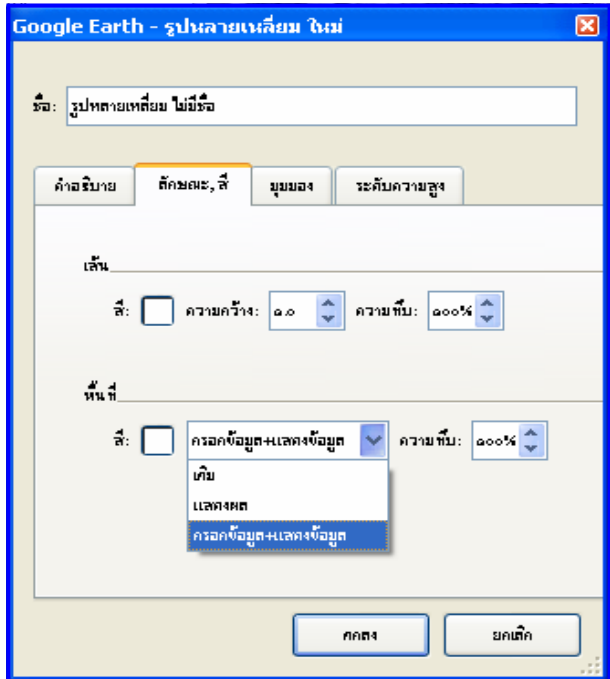 Google Earth - รูปหลายเหลี่ยม ใหม่
ชื่อ: รูปหลายเหลี่ยม ไม่มีชื่อ
คำอธิบาย ลักษณะ, สี มุมมอง ระดับความสูง
เส้น
สี: ความกว้าง: ๑.๐ ความทึบ: ๑๐๐%
พื้นที่
สี: กรอกข้อมูล+แสดงข้อมูล ความทึบ: ๑๐๐%
เติม
แสดงผล
กรอกข้อมูล+แสดงข้อมูล
ตกลง ยกเลิก